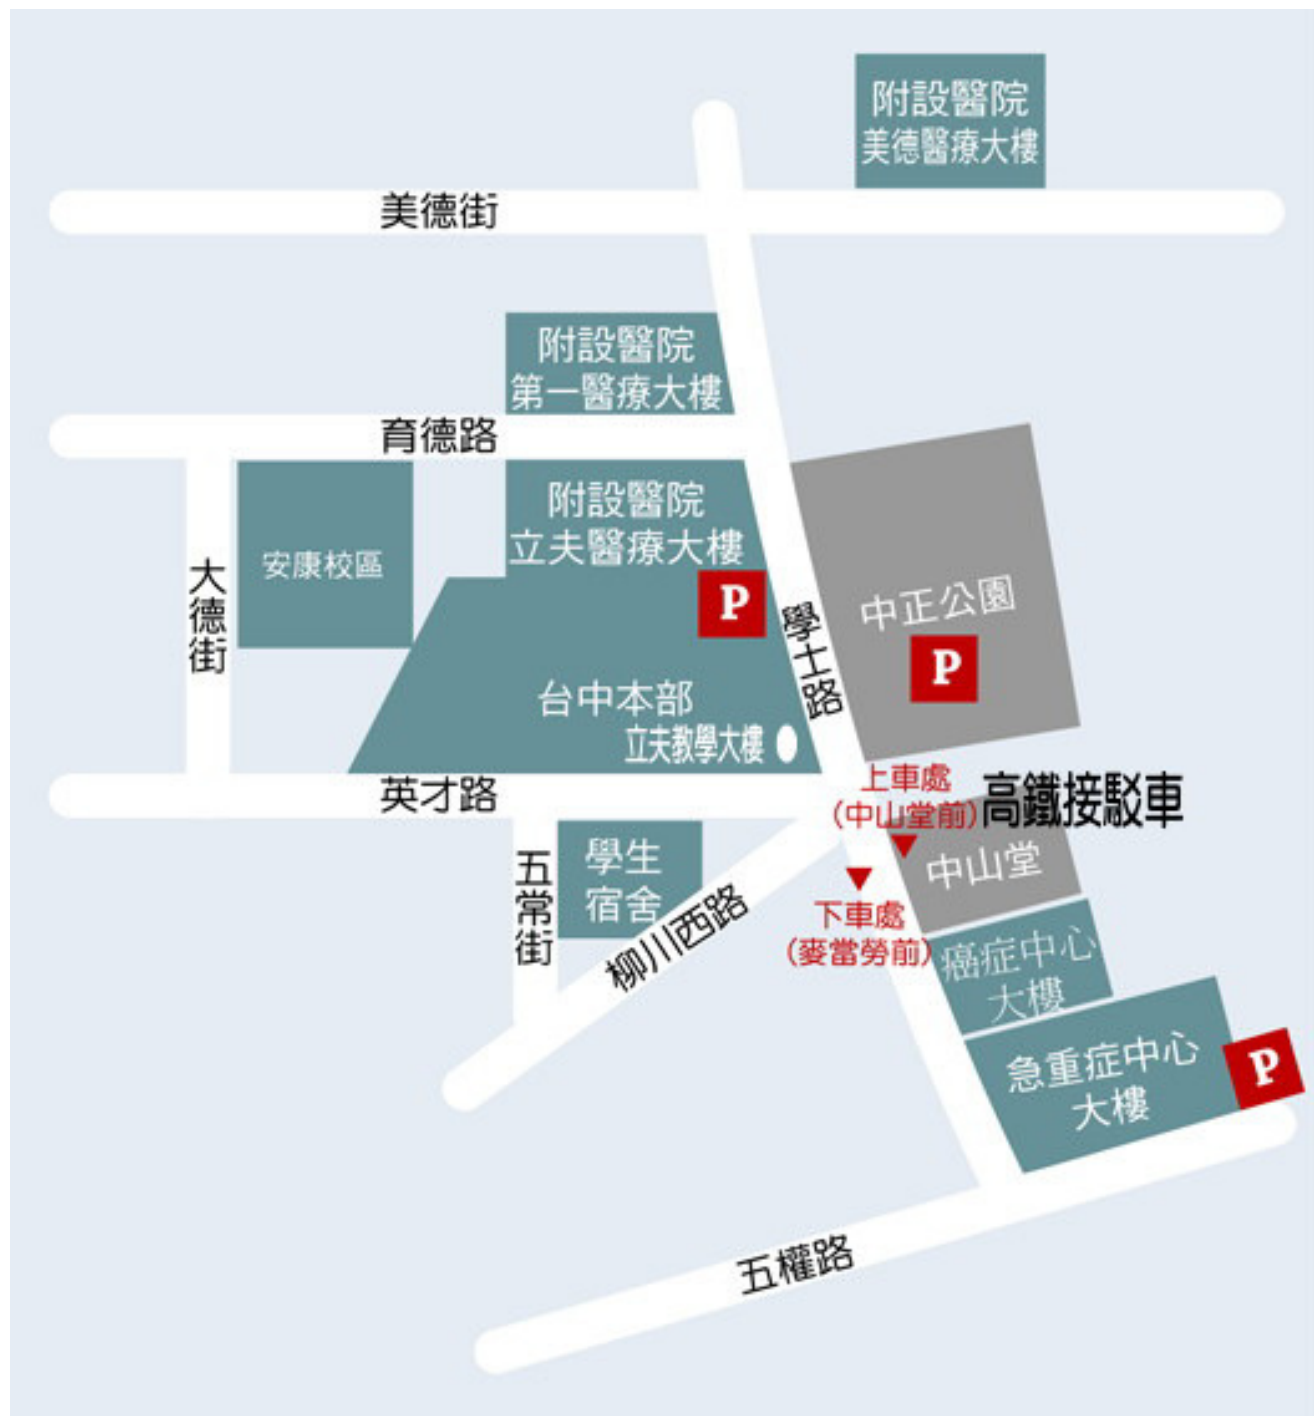 附設醫院
美德醫療大樓
美德街
附設醫院
第一醫療大樓
育德路
附設醫院
立夫醫療大樓
安康校區
大德街
P
中正公園
P
學士路
台中本部
立夫教學大樓
英才路
上車處
(中山堂前)
高鐵接駁車
中山堂
五常街
學生
宿舍
柳川西路
下車處
(麥當勞前)
癌症中心
大樓
急重症中心
大樓
P
五權路